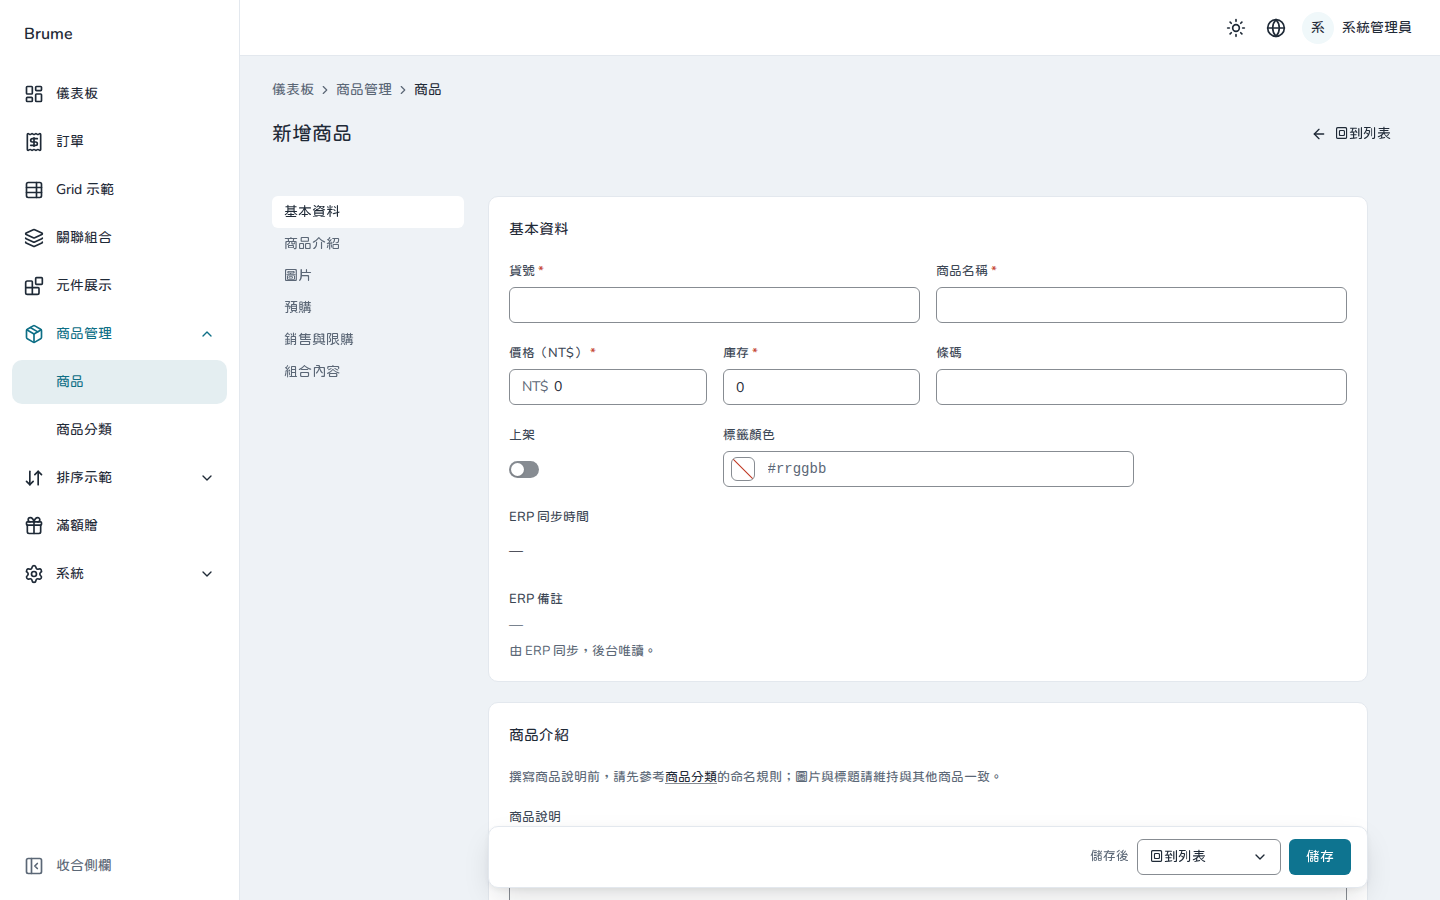 Brume
儀表板
訂單
Grid 示範
關聯組合
元件展示
商品管理
商品
商品分類
排序示範
滿額贈
系統
收合側欄
系 系統管理員
儀表板 > 商品管理 > 商品
新增商品
回到列表
基本資料
商品介紹
圖片
預購
銷售與限購
組合內容
基本資料
貨號 *
商品名稱 *
價格（NT$） *
庫存 *
條碼
NT$ 0
0
上架
標籤顏色
#rrggbb
ERP 同步時間
—
ERP 備註
—
由 ERP 同步，後台唯讀。
商品介紹
撰寫商品說明前，請先參考商品分類的命名規則；圖片與標題請維持與其他商品一致。
商品說明
儲存後
回到列表
儲存